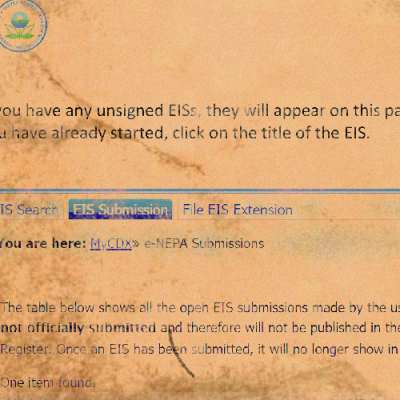 you have any unsigned EISs, they will appear on this pa
u have already started, click on the title of the EIS.
IS Search EIS Submission File EIS Extension
You are here: MyCDX» e-NEPA Submissions
The table below shows all the open EIS submissions made by the us
not officially submitted and therefore will not be published in the
Register. Once an EIS has been submitted, it will no longer show in
One item found.